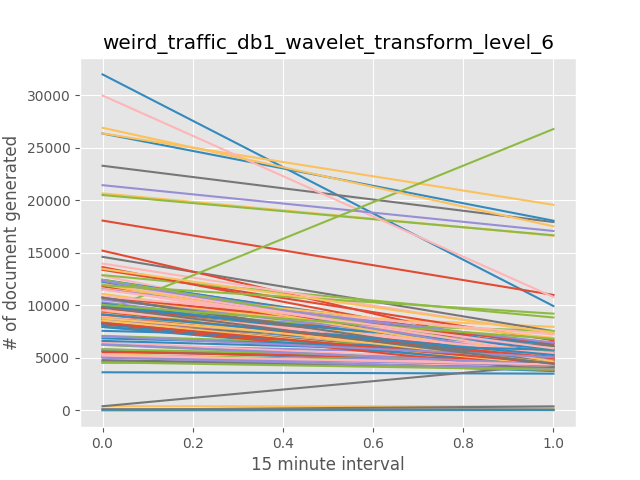 weird_traffic_db1_wavelet_transform_level_6
# of document generated
30000
25000
20000
15000
10000
5000
0
0.0 0.2 0.4 0.6 0.8 1.0
15 minute interval